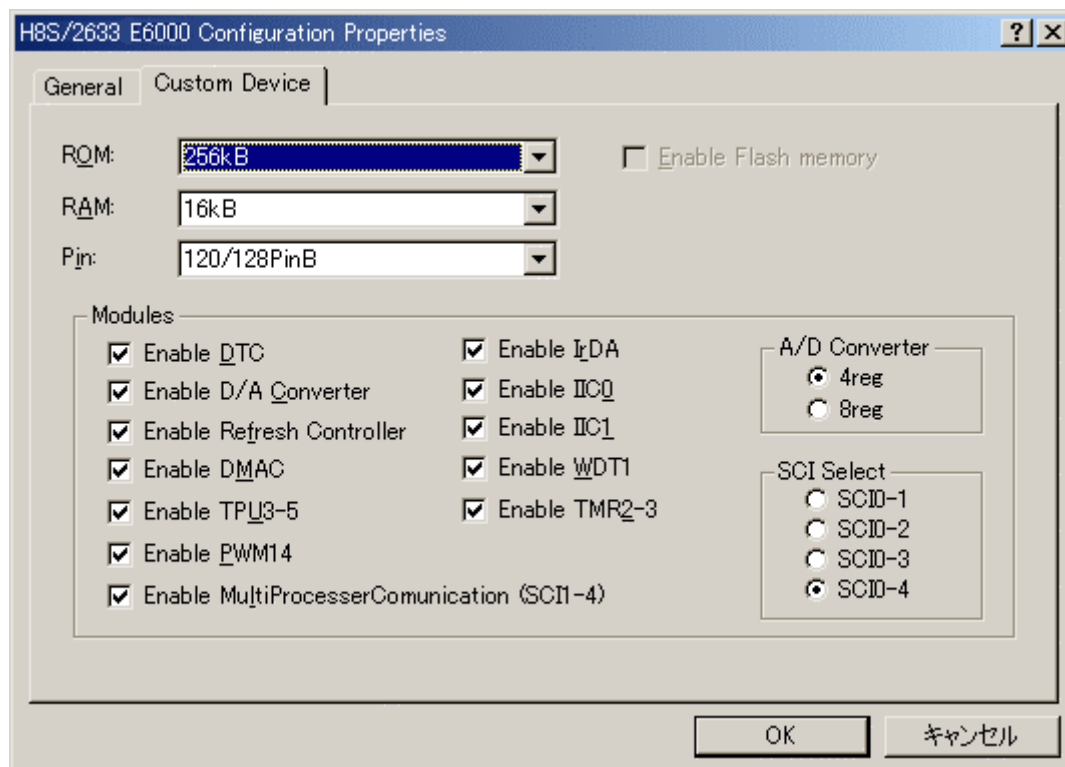 H8S/2633 E6000 Configuration Properties
General Custom Device
ROM: 256kB Enable Flash memory
RAM: 16kB
Pin: 120/128PinB
Modules
Enable DTC
Enable D/A Converter
Enable Refresh Controller
Enable DMAC
Enable TPU3-5
Enable PWM14
Enable MultiProcesserComunication (SCI1-4)
Enable IrDA
Enable IIC0
Enable IIC1
Enable WDT1
Enable TMR2-3
A/D Converter
4reg
8reg
SCI Select
SCI0-1
SCI0-2
SCI0-3
SCI0-4
OK キャンセル